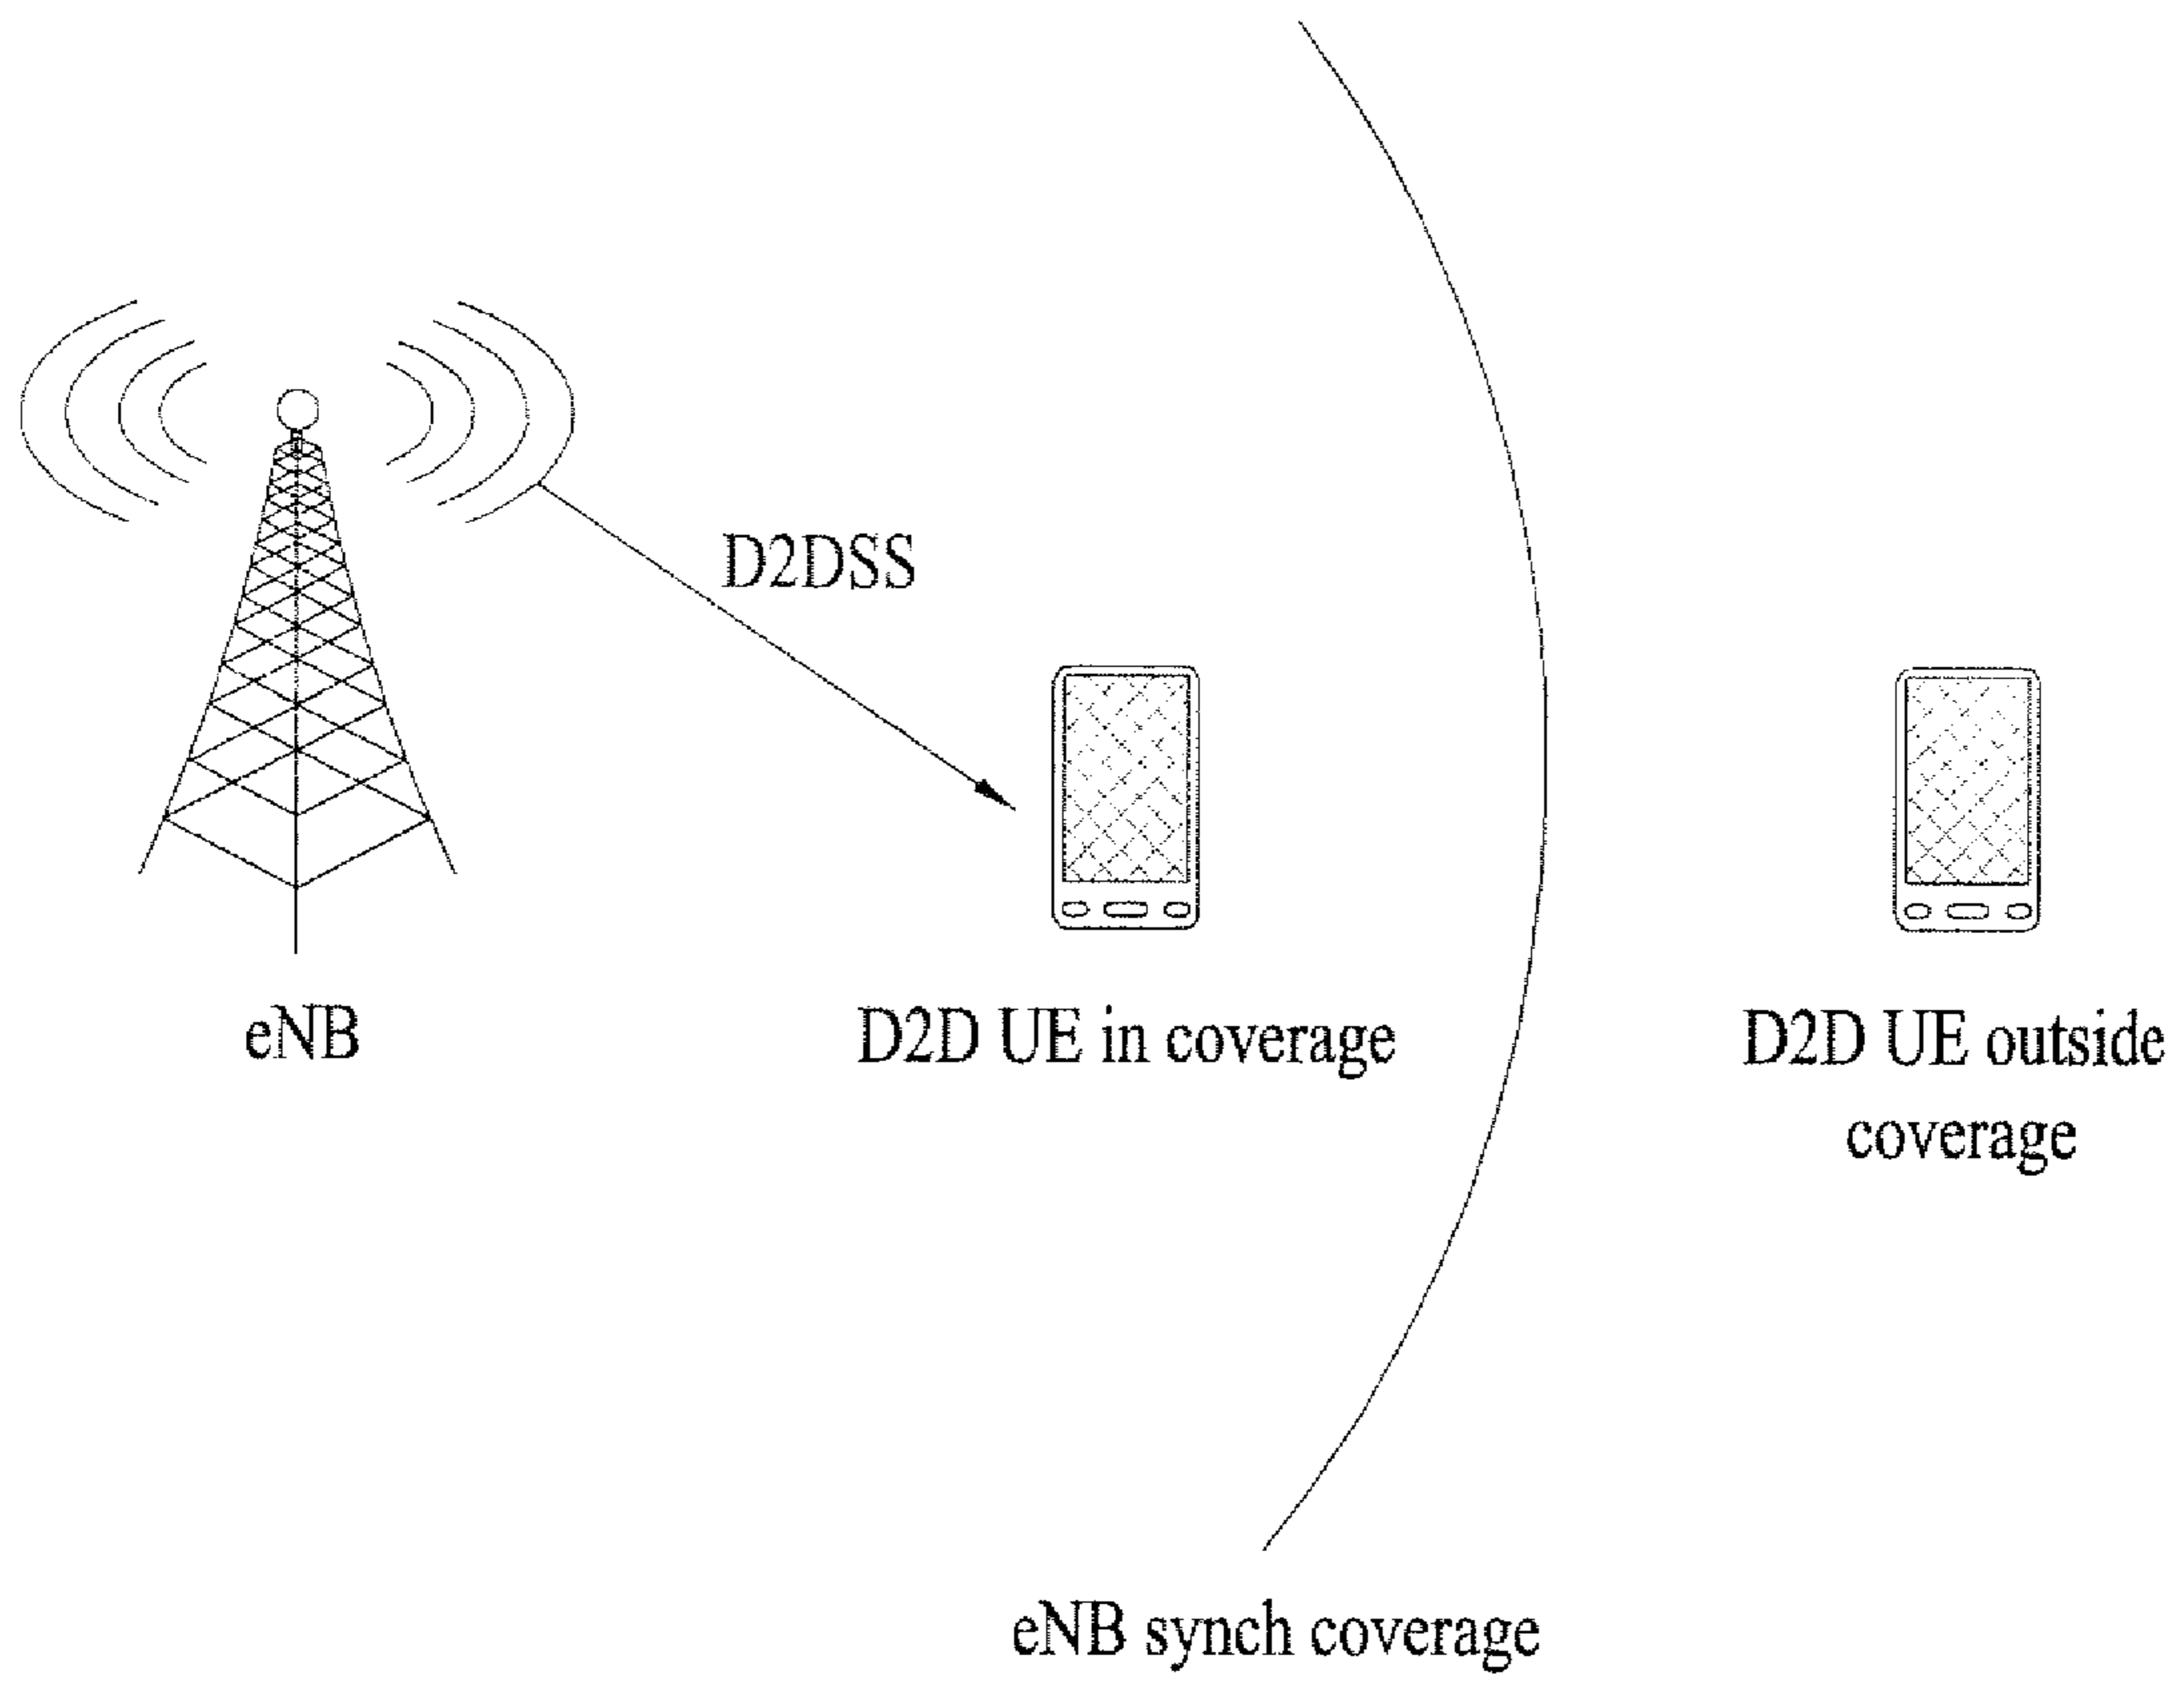 D2DSS
eNB
D2D UE in coverage
D2D UE outside
coverage
eNB synch coverage